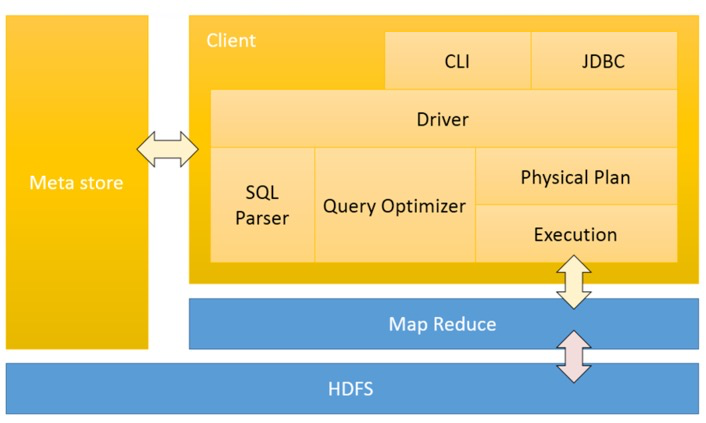 Client
CLI
JDBC
Driver
Meta store
SQL
Parser
Query Optimizer
Physical Plan
Execution
Map Reduce
HDFS